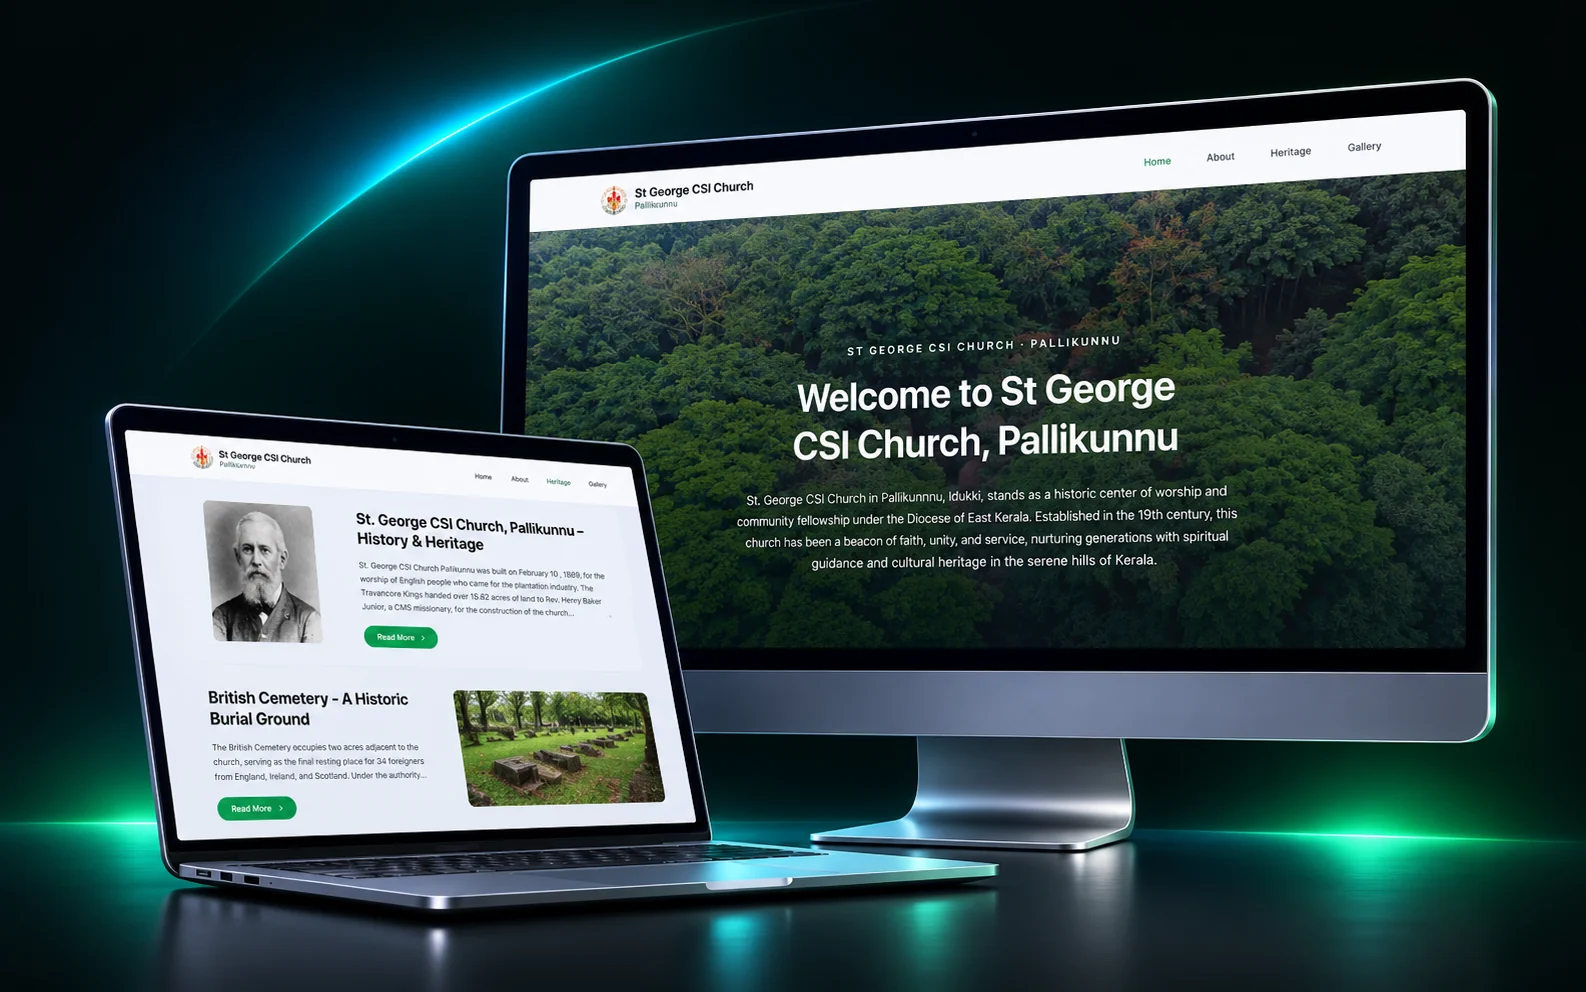 St George CSI Church
Pallikunnu
Home About Heritage Gallery
ST GEORGE CSI CHURCH · PALLIKUNNU
Welcome to St George
CSI Church, Pallikunnu
St. George CSI Church in Pallikunnnu, Idukki, stands as a historic center of worship and
community fellowship under the Diocese of East Kerala. Established in the 19th century, this
church has been a beacon of faith, unity, and service, nurturing generations with spiritual
guidance and cultural heritage in the serene hills of Kerala.
St George CSI Church
Pallikunnu
Home About Heritage Gallery
St. George CSI Church, Pallikunnu –
History & Heritage
St. George CSI Church Pallikunnu was built on February 10 , 1869, for the
worship of English people who came for the plantation industry. The
Travancore Kings handed over 15.62 acres of land to Rev. Henry Baker
Junior, a CMS missionary, for the construction of the church...
Read More >
British Cemetery - A Historic
Burial Ground
The British Cemetery occupies two acres adjacent to the
church, serving as the final resting place for 34 foreigners
from England, Ireland, and Scotland. Under the authority...
Read More >